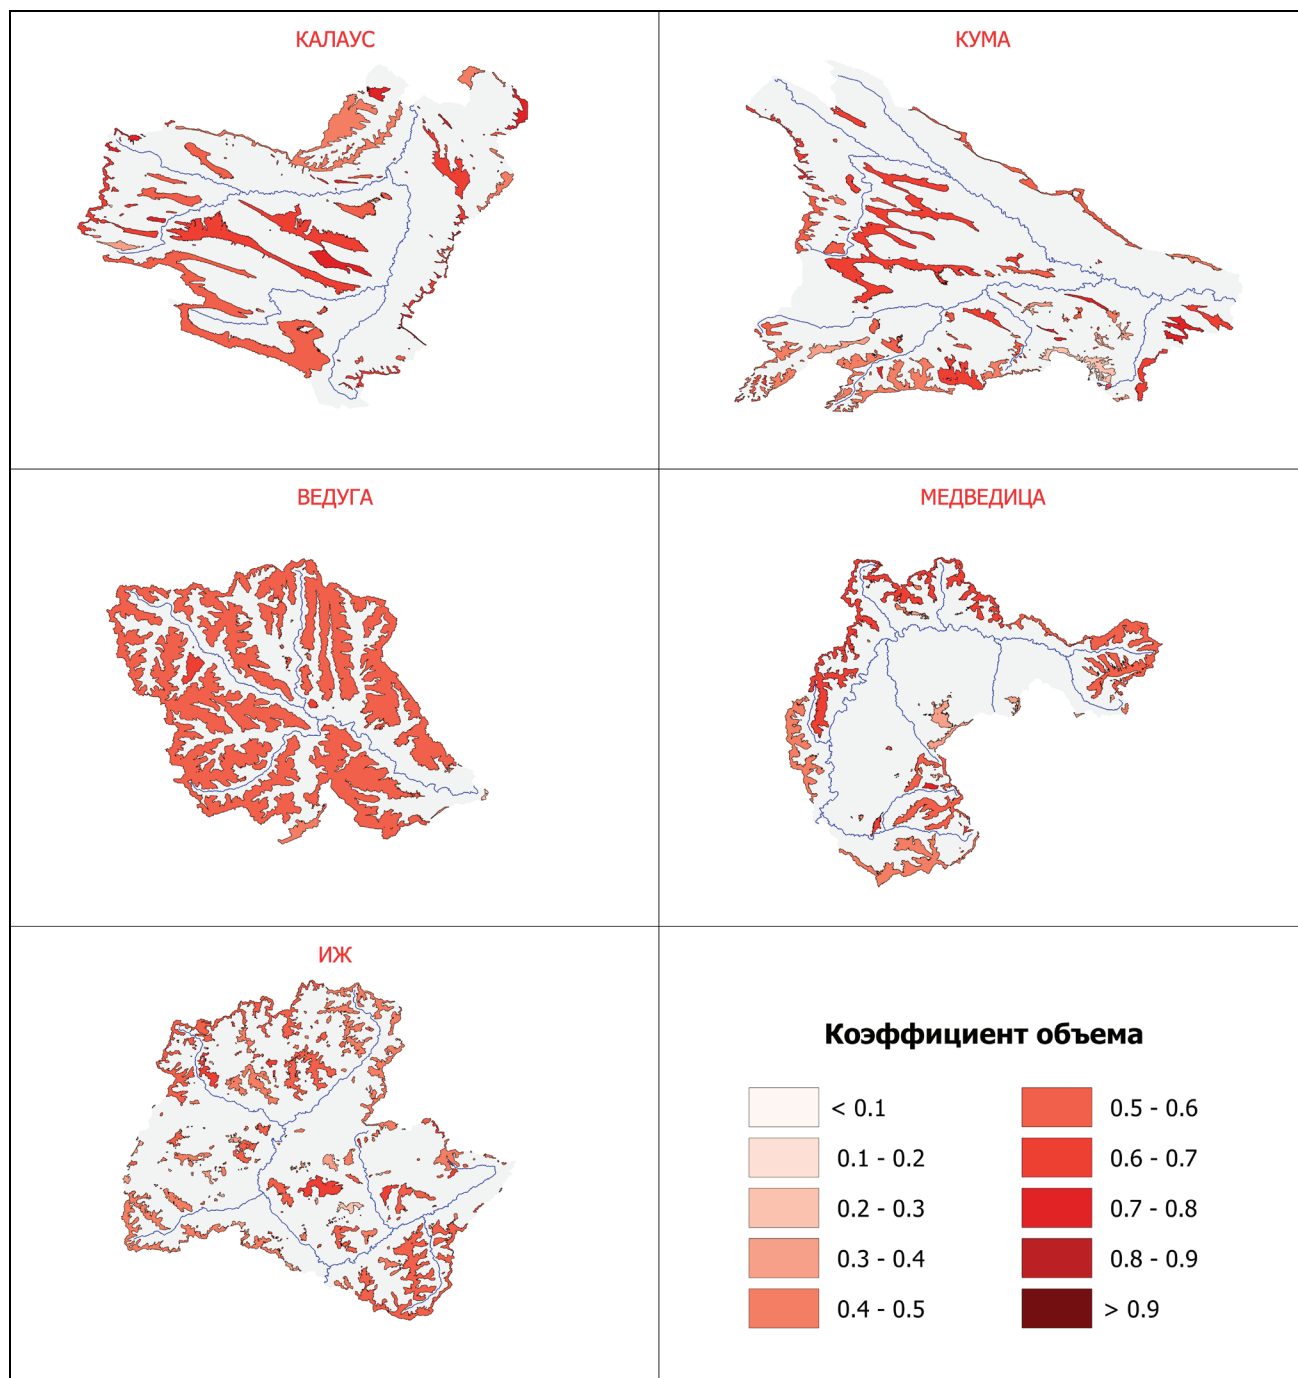 КАЛАУС
КУМА
ВЕДУГА
МЕДВЕДИЦА
ИЖ
Коэффициент объема
< 0.1
0.1 - 0.2
0.2 - 0.3
0.3 - 0.4
0.4 - 0.5
0.5 - 0.6
0.6 - 0.7
0.7 - 0.8
0.8 - 0.9
> 0.9